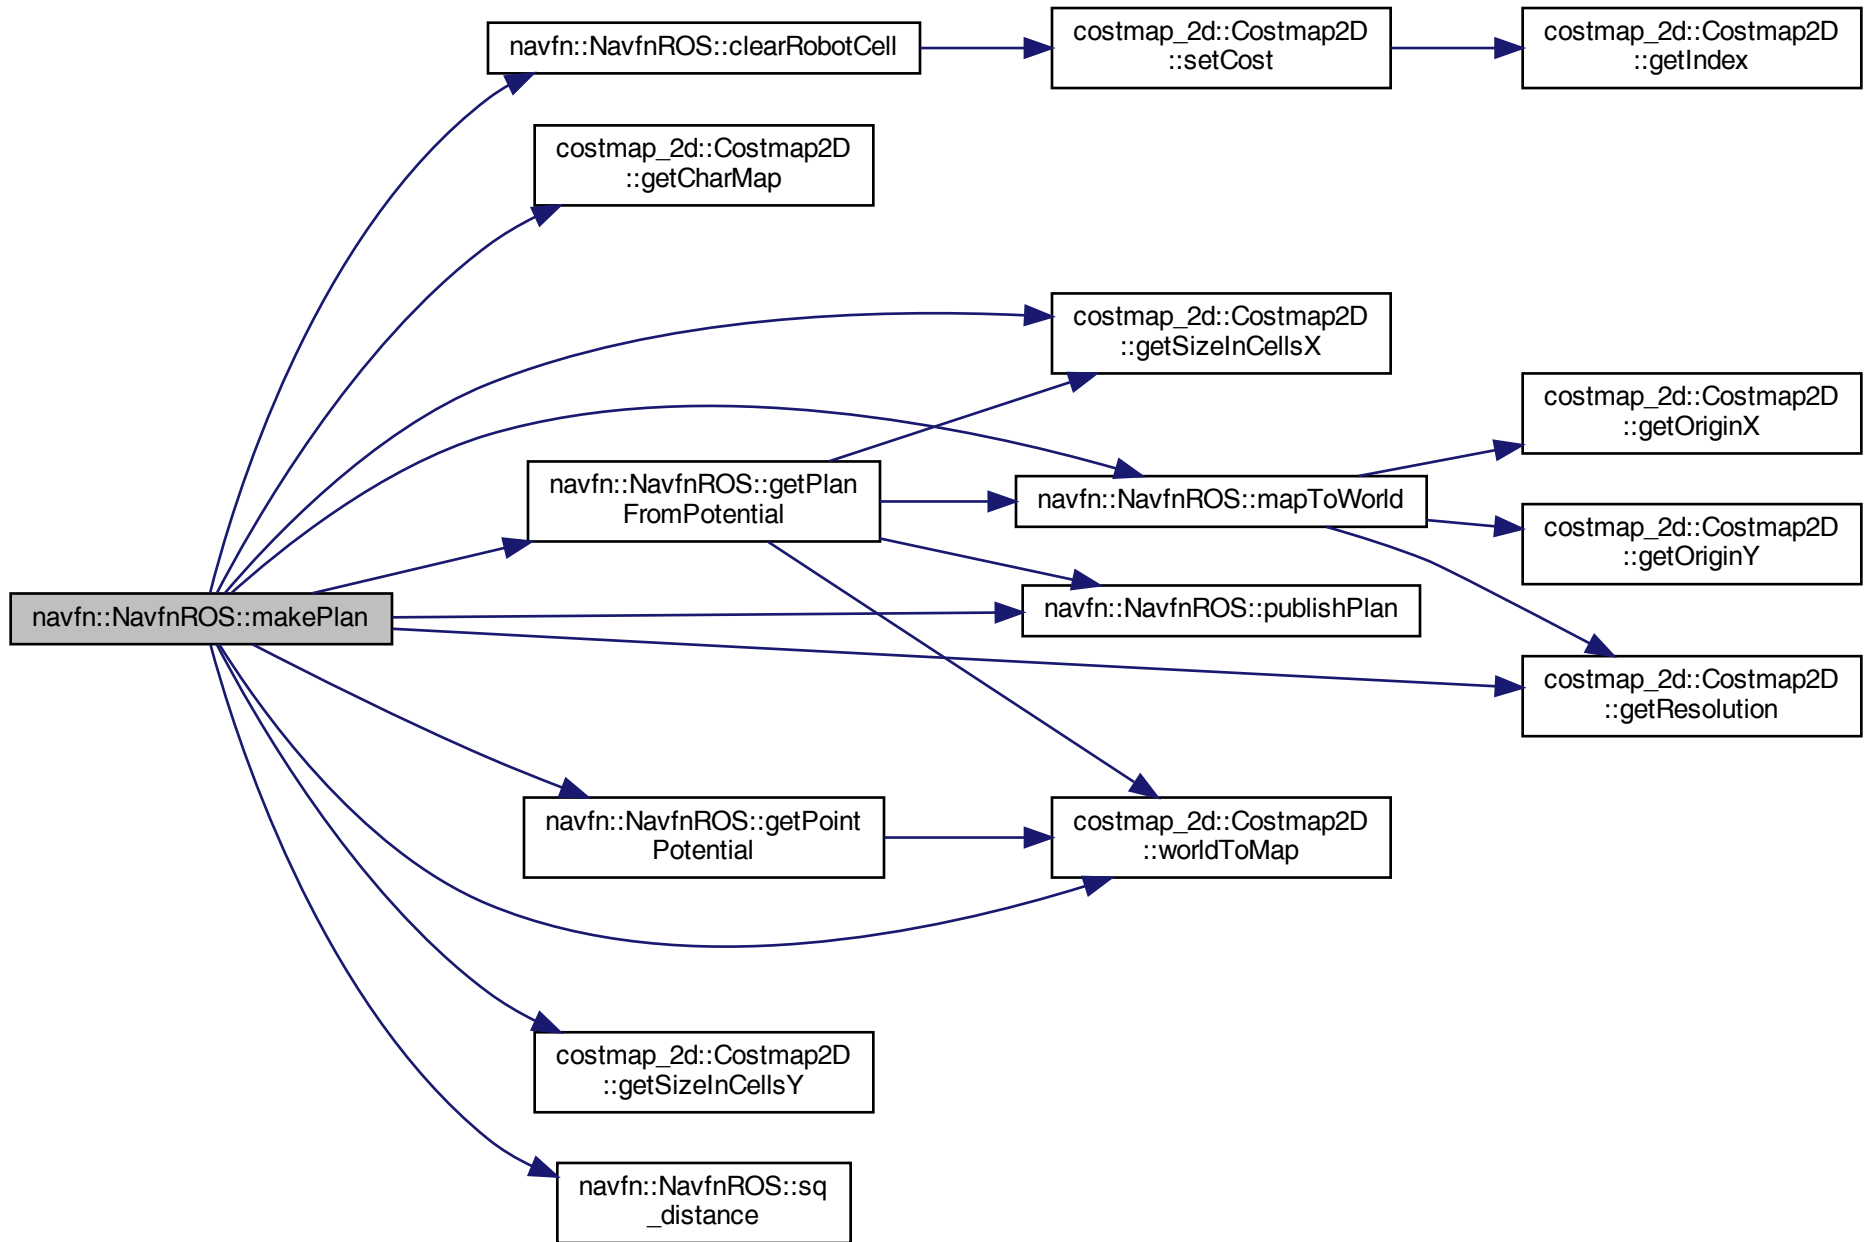 navfn::NavfnROS::clearRobotCell
costmap_2d::Costmap2D
::setCost
costmap_2d::Costmap2D
::getIndex
costmap_2d::Costmap2D
::getCharMap
costmap_2d::Costmap2D
::getSizeInCellsX
costmap_2d::Costmap2D
::getOriginX
navfn::NavfnROS::getPlan
FromPotential
navfn::NavfnROS::mapToWorld
costmap_2d::Costmap2D
::getOriginY
navfn::NavfnROS::makePlan
navfn::NavfnROS::publishPlan
costmap_2d::Costmap2D
::getResolution
navfn::NavfnROS::getPoint
Potential
costmap_2d::Costmap2D
::worldToMap
costmap_2d::Costmap2D
::getSizeInCellsY
navfn::NavfnROS::sq
_distance